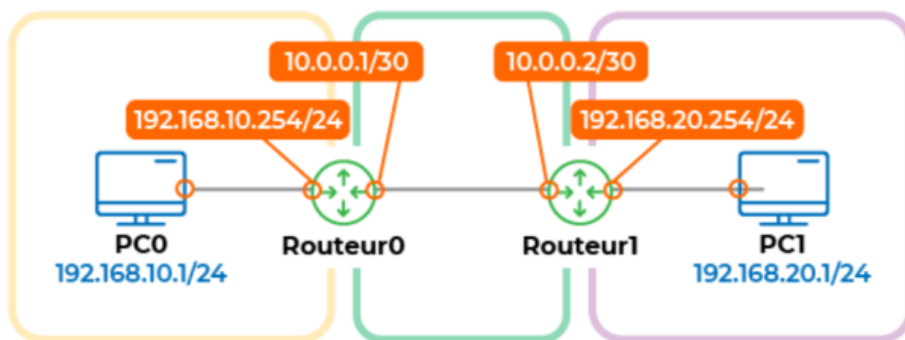 10.0.0.1/30
10.0.0.2/30
192.168.10.254/24
192.168.20.254/24
PC0
192.168.10.1/24
Routeur0
Routeur1
PC1
192.168.20.1/24